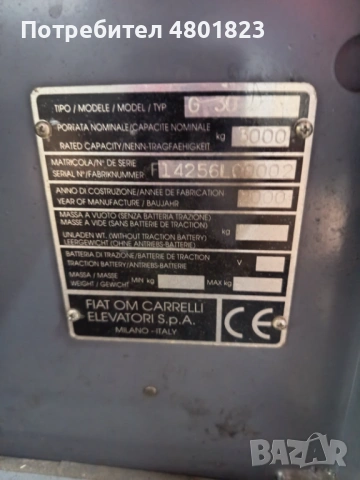 Потребител 4801823
TIPO / MODELE / MODEL / TYP G 30
PORTATA NOMINALE/CAPACITE NOMINALE
RATED CAPACITY/NENN-TRAGFAEHIGKEIT kg 3000
MATRICOLA/N° DE SERIE
SERIAL N°/FABRIKNUMMER
ANNO DI COSTRUZIONE/ANNEE DE FABRICATION
YEAR OF MANUFACTURE / BAUJAHR
MASSA A VUOTO (SENZA BATTERIA TRAZIONE)
MASSE A VIDE (SANS BATTERIE DE TRACTION)
UNLADEN WT. (WITHOUT TRACTION BATTERY) kg
LEERGEWICHT (OHNE ANTRIEBS-BATTERIE)
BATTERIA DI TRAZIONE/BATTERIE DE TRACTION
TRACTION BATTERY/ANTRIEBS-BATTERIE V
MASSA / MASSE
WEIGHT / GEWICHT MIN kg MAX kg
FIAT OM CARRELLI
ELEVATORI S.p.A.
MILANO - ITALY
CE
BAZAR